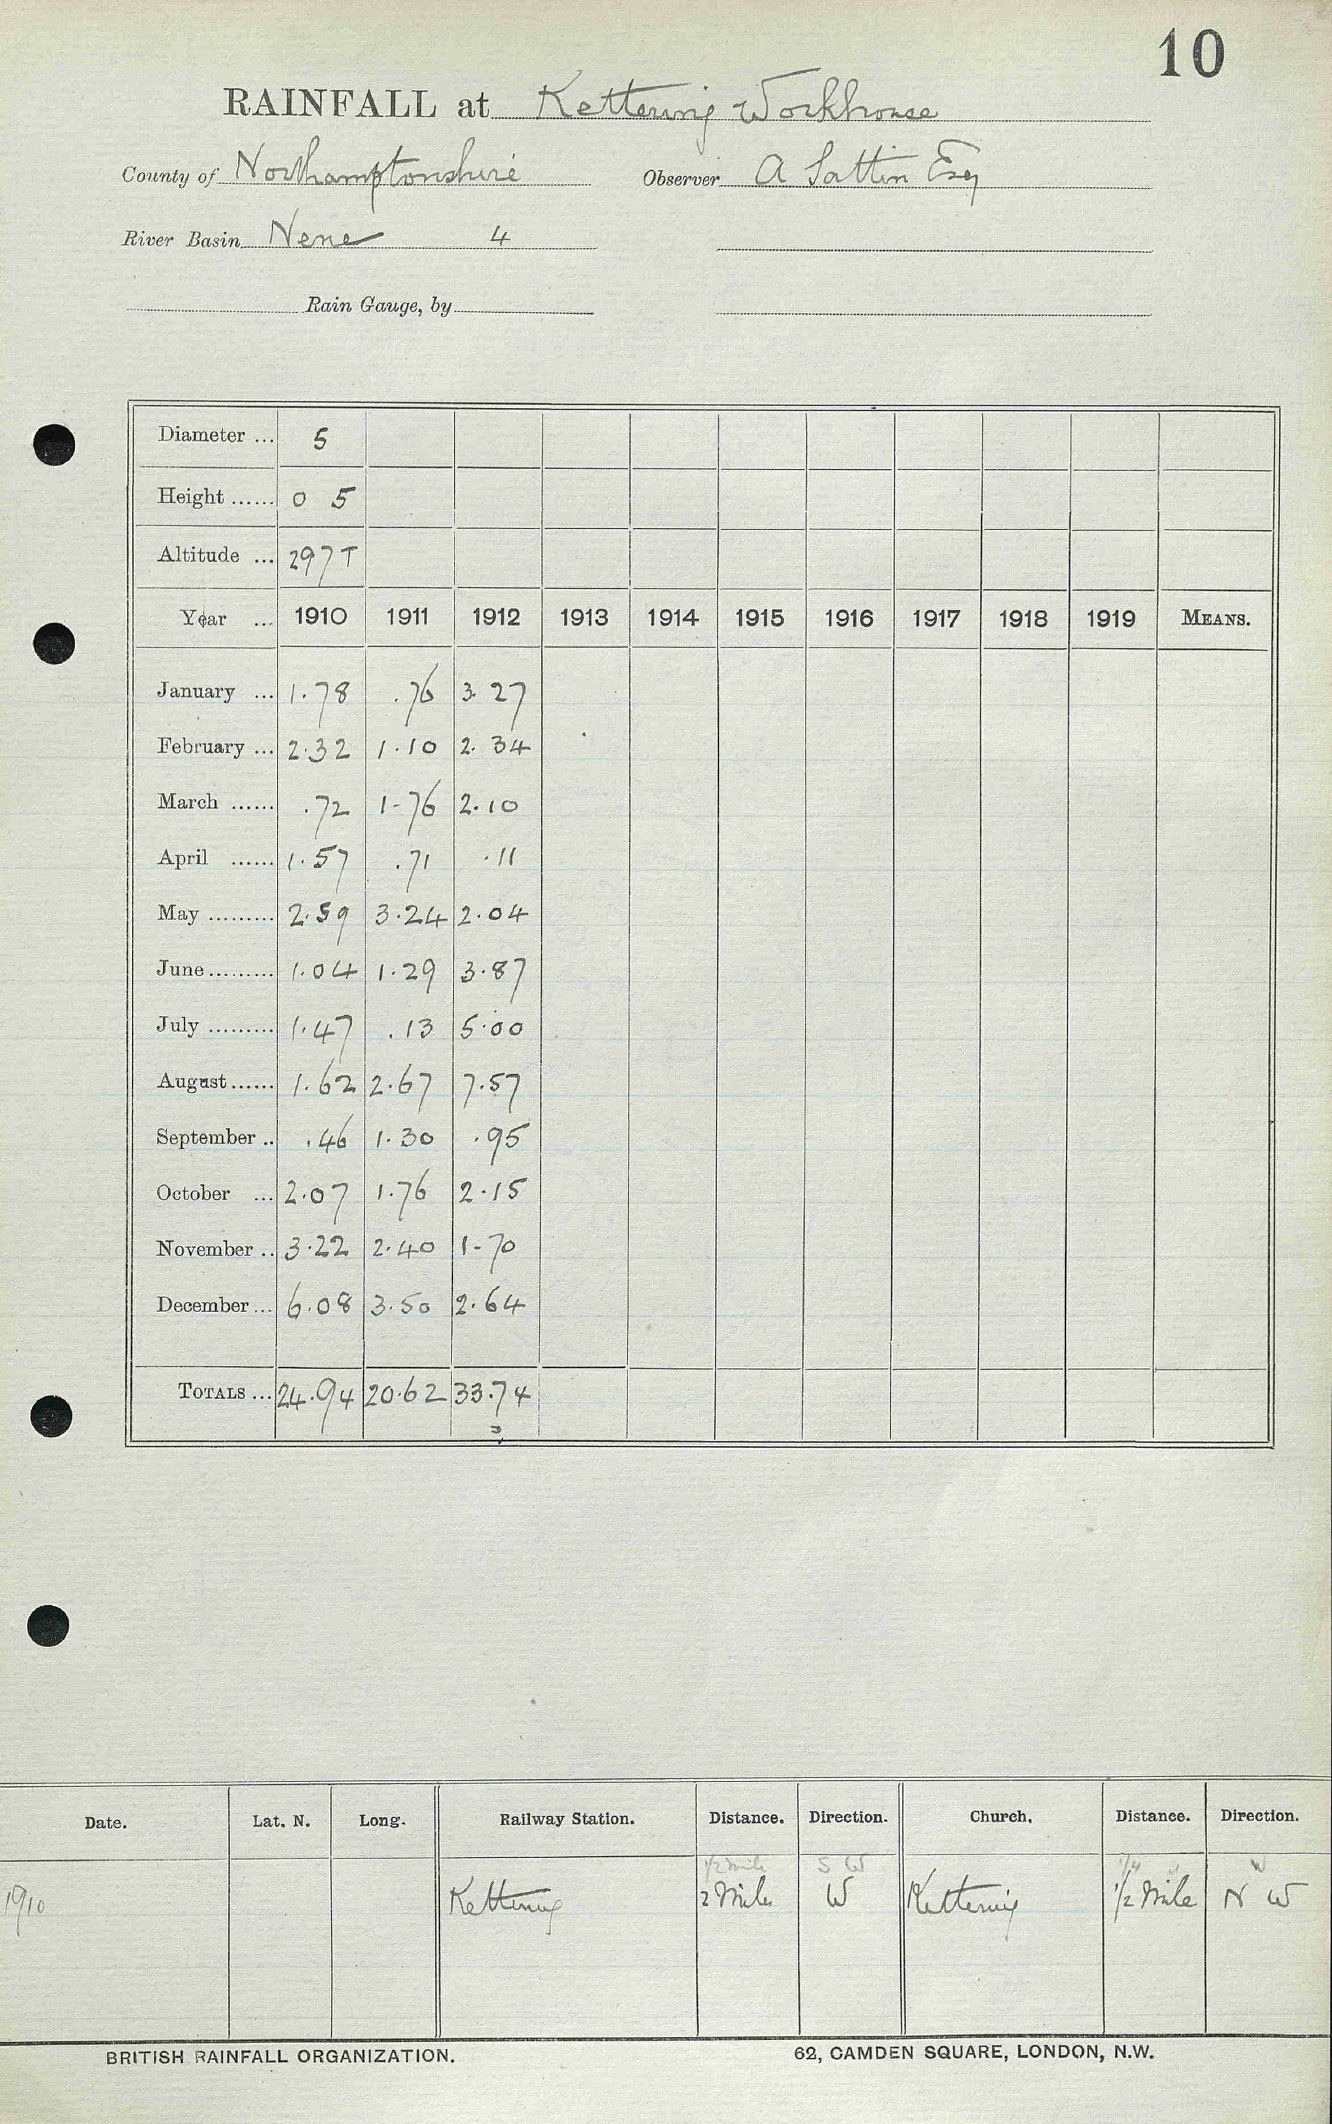 10
RAINFALL at Kettering Workhouse
County of Northamptonshire Observer A Sattin Esq
River Basin Nene 4
Rain Gauge, by
Diameter ... 5
Height ...... 0 5
Altitude ... 297 T
Year ... 1910 1911 1912 1913 1914 1915 1916 1917 1918 1919 MEANS.
January ... 1.78 .76 3.27
February ... 2.32 1.10 2.34
March ...... .72 1.76 2.10
April ...... 1.57 .71 .11
May ......... 2.59 3.24 2.04
June ......... 1.04 1.29 3.87
July ......... 1.47 .13 5.00
August ...... 1.62 2.67 7.57
September .. .46 1.30 .95
October ... 2.07 1.76 2.15
November .. 3.22 2.40 1.70
December ... 6.08 3.50 2.64
TOTALS ... 24.94 20.62 33.74
Date. Lat. N. Long. Railway Station. Distance. Direction. Church. Distance. Direction.
1/2 mile S W 1/4 W
1910 Kettering 2 Mile W Kettering 1/2 Mile N W
BRITISH RAINFALL ORGANIZATION. 62, CAMDEN SQUARE, LONDON, N.W.